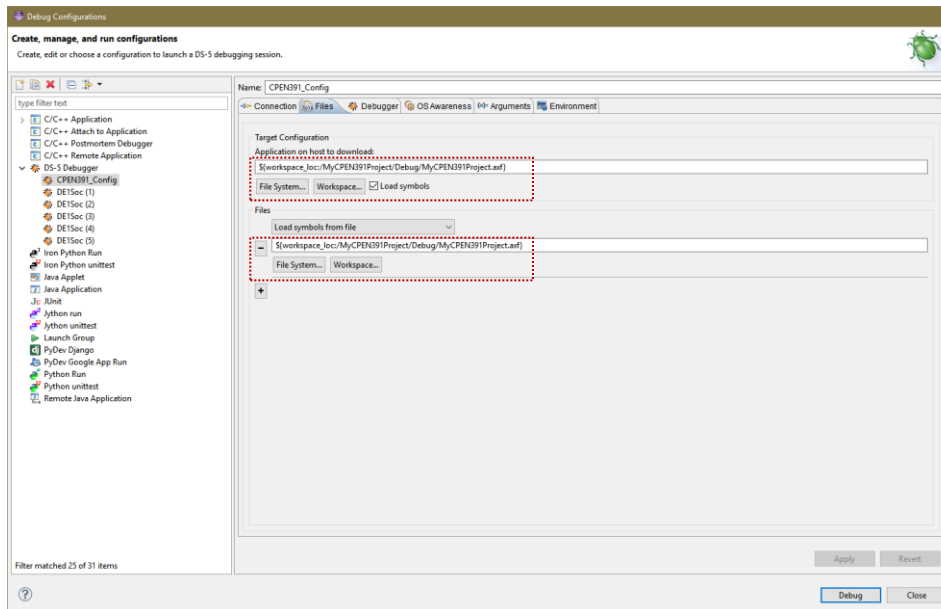 Debug Configurations
Create, manage, and run configurations
Create, edit or choose a configuration to launch a DS-5 debugging session.
type filter text
C/C++ Application
C/C++ Attach to Application
C/C++ Postmortem Debugger
C/C++ Remote Application
DS-5 Debugger
CPEN391_Config
DE1Soc (1)
DE1Soc (2)
DE1Soc (3)
DE1Soc (4)
DE1Soc (5)
Iron Python Run
Iron Python unittest
Java Applet
Java Application
JUnit
Jython run
Jython unittest
Launch Group
PyDev Django
PyDev Google App Run
Python Run
Python unittest
Remote Java Application
Filter matched 25 of 31 items
Name: CPEN391_Config
Connection Files Debugger OS Awareness Arguments Environment
Target Configuration
Application on host to download:
${workspace_loc:/MyCPEN391Project/Debug/MyCPEN391Project.axf}
File System... Workspace... Load symbols
Files
Load symbols from file
${workspace_loc:/MyCPEN391Project/Debug/MyCPEN391Project.axf}
File System... Workspace...
Apply Revert
Debug Close